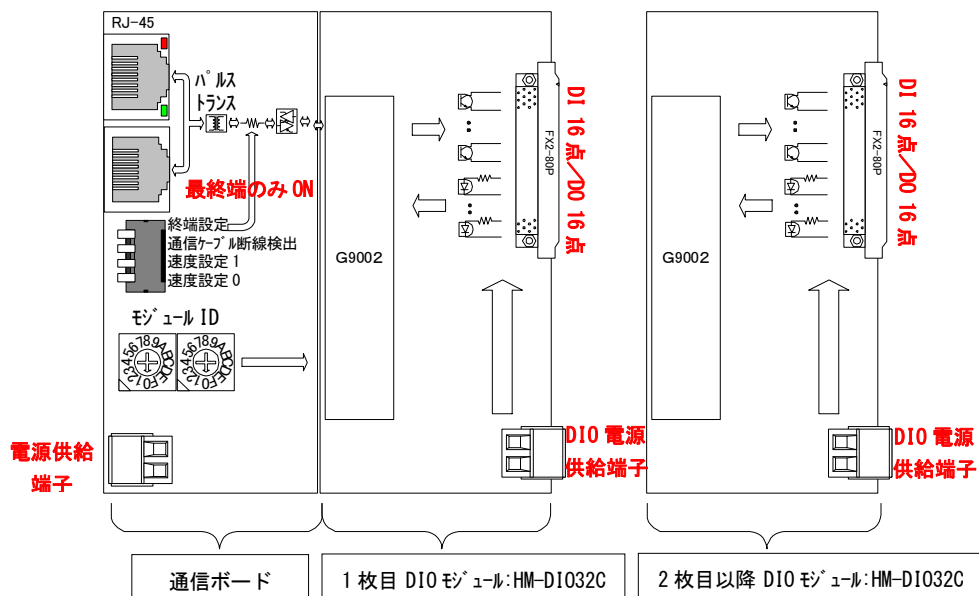 RJ-45
パルス
トランス
最終端のみ ON
終端設定
通信ケーブル断線検出
速度設定 1
速度設定 0
モジュール ID
0123456789ABCDEF
0123456789ABCDEF
電源供給
端子
G9002
FX2-80P
DI 16 点／DO 16 点
DIO 電源
供給端子
G9002
FX2-80P
DI 16 点／DO 16 点
DIO 電源
供給端子
通信ボード
1 枚目 DIO モジュール:HM-DIO32C
2 枚目以降 DIO モジュール:HM-DIO32C